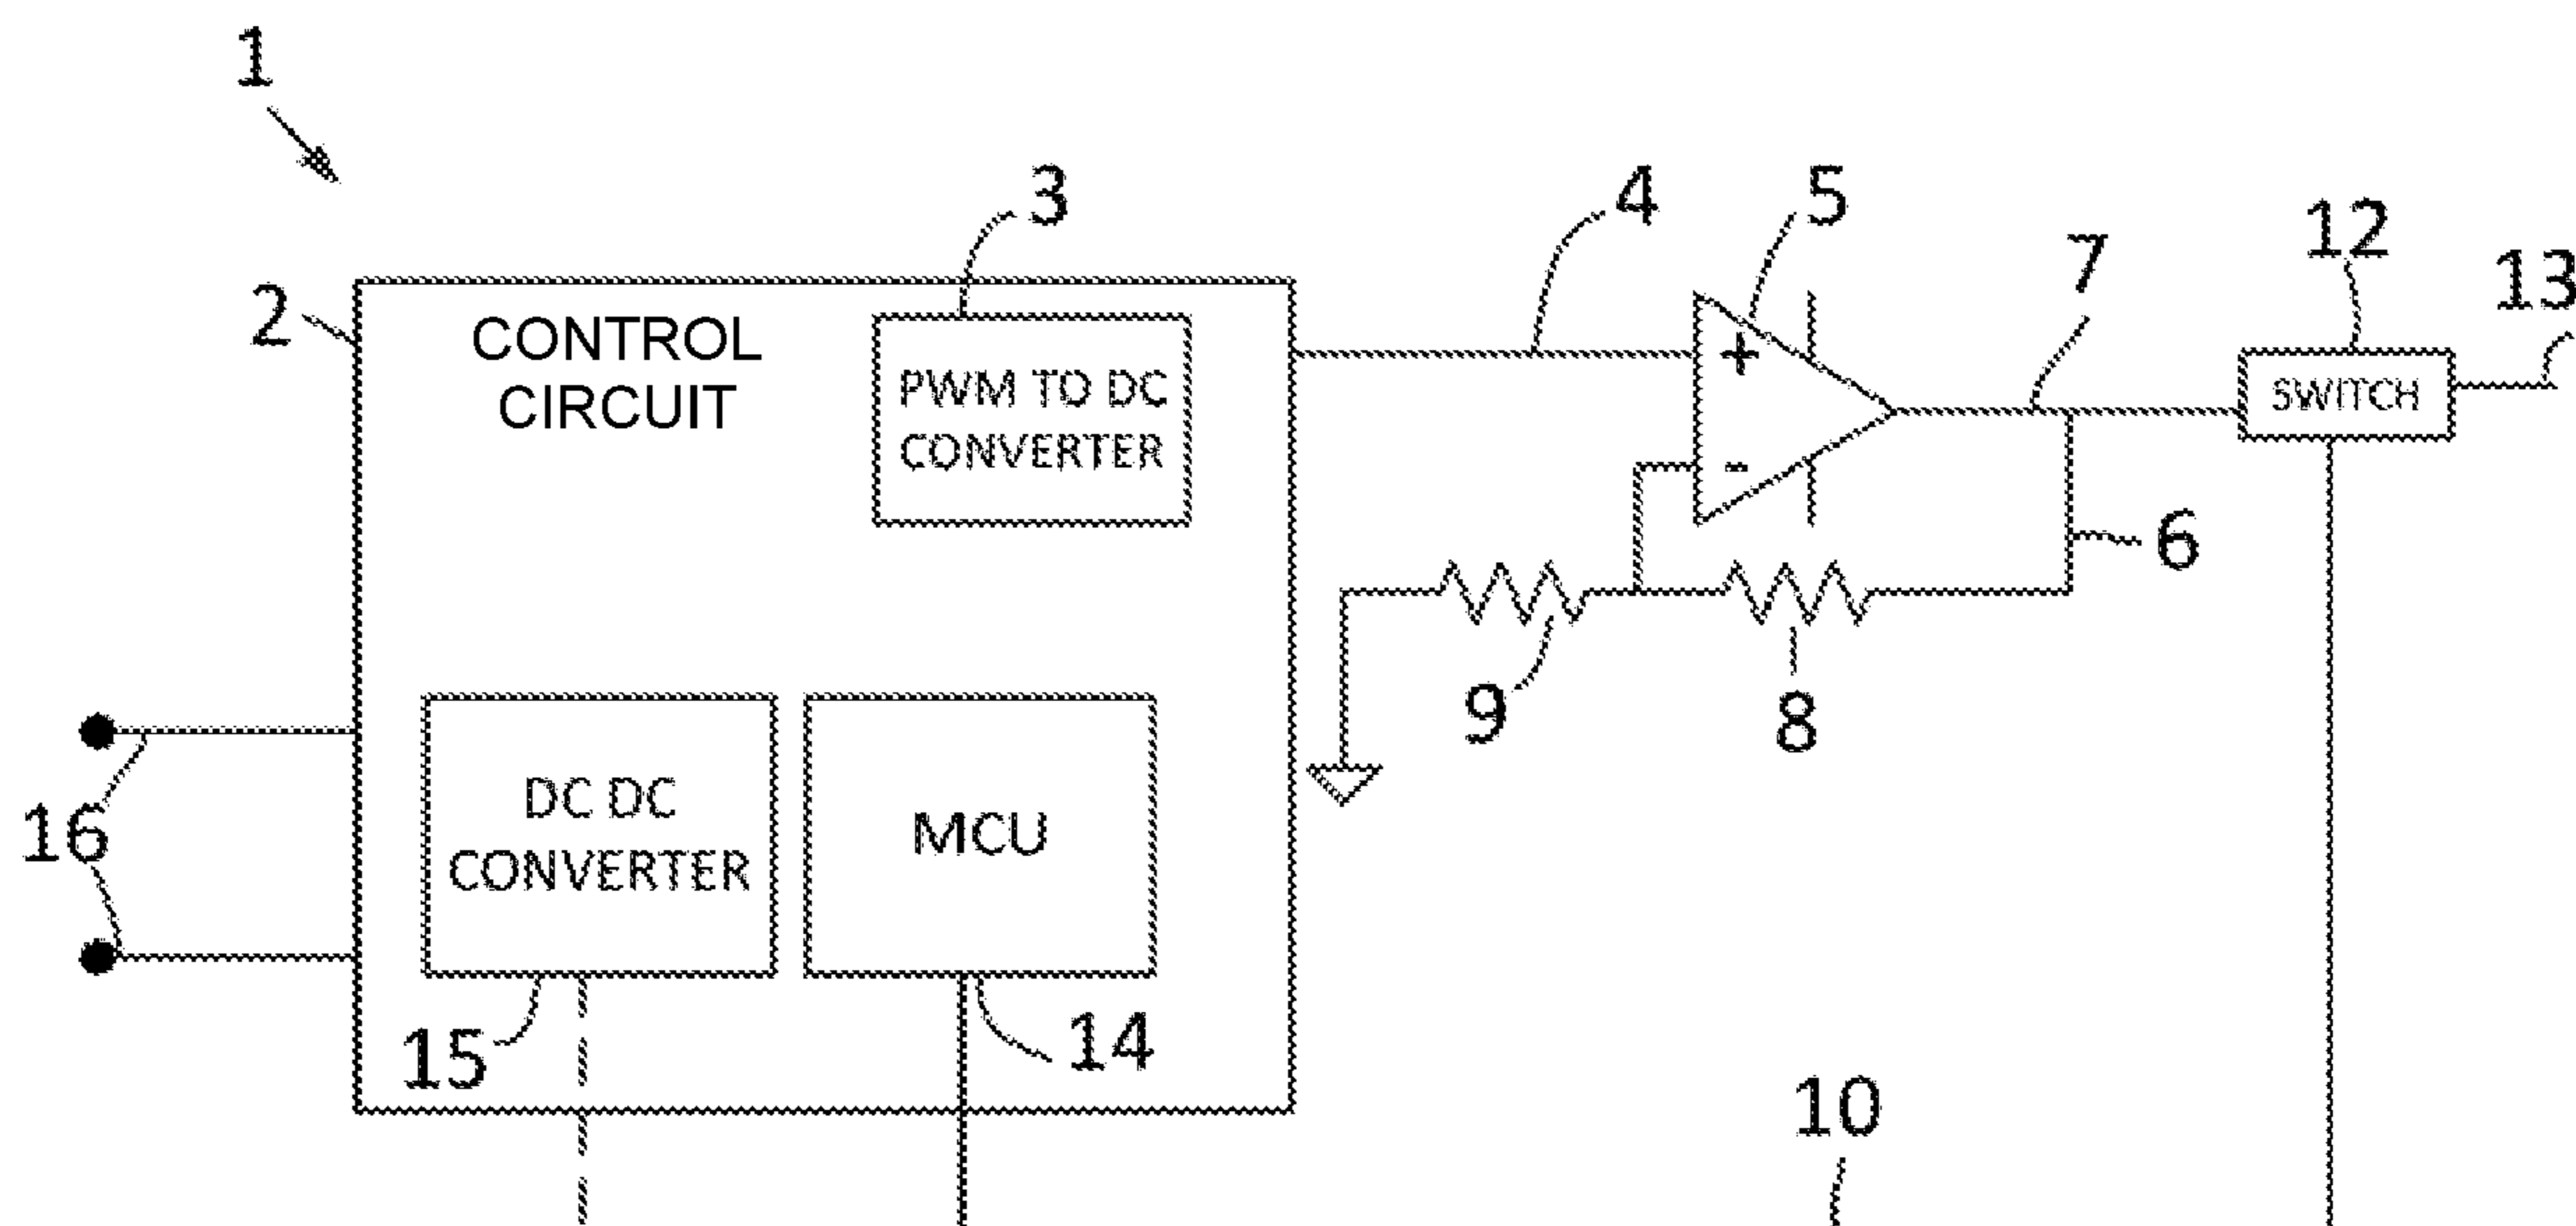 1
3
4
5
12
7
13
2
CONTROL
CIRCUIT
PWM TO DC
CONVERTER
+
SWITCH
-
6
9
8
16
DC DC
CONVERTER
MCU
15
14
10